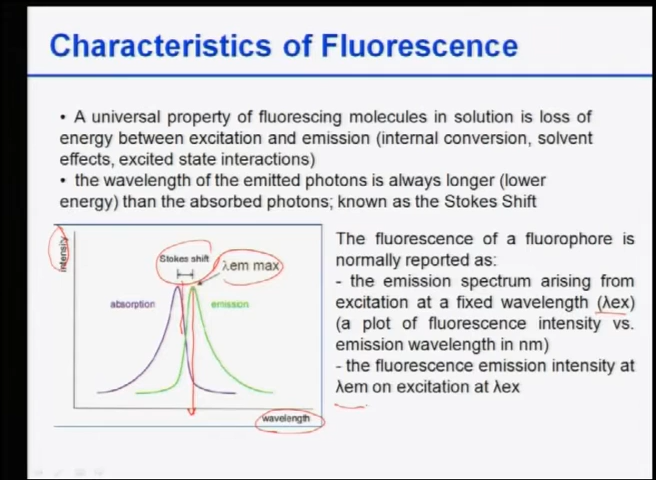 Characteristics of Fluorescence
• A universal property of fluorescing molecules in solution is loss of
energy between excitation and emission (internal conversion, solvent
effects, excited state interactions)
• the wavelength of the emitted photons is always longer (lower
energy) than the absorbed photons; known as the Stokes Shift
intensity
Stokes shift
λem max
absorption
emission
wavelength
The fluorescence of a fluorophore is
normally reported as:
- the emission spectrum arising from
excitation at a fixed wavelength (λex)
(a plot of fluorescence intensity vs.
emission wavelength in nm)
- the fluorescence emission intensity at
λem on excitation at λex